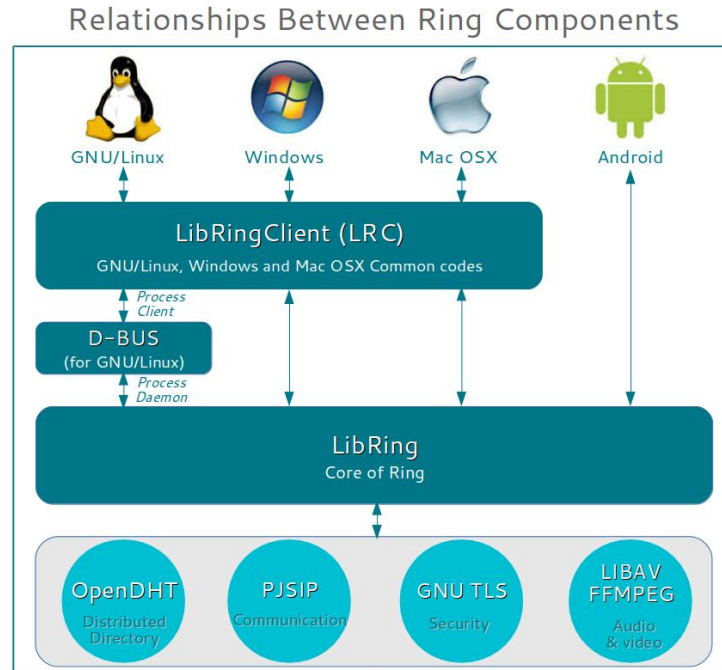 Relationships Between Ring Components
GNU/Linux
Windows
Mac OSX
Android
LibRingClient (LRC)
GNU/Linux, Windows and Mac OSX Common codes
Process
Client
D-BUS
(for GNU/Linux)
Process
Daemon
LibRing
Core of Ring
OpenDHT
Distributed
Directory
PJSIP
Communication
GNU TLS
Security
LIBAV
FFMPEG
Audio
& video